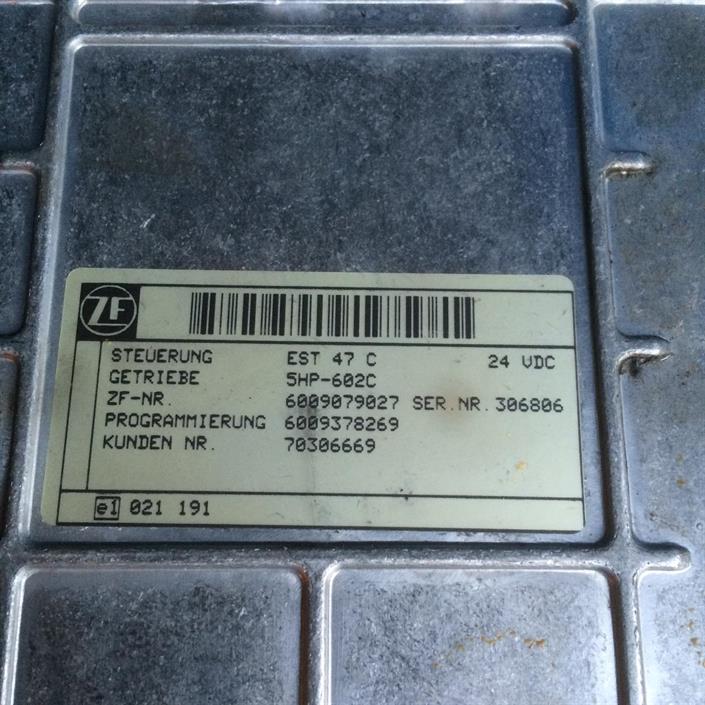 ZF
STEUERUNG EST 47 C 24 VDC
GETRIEBE 5HP-602C
ZF-NR. 6009079027 SER.NR.306806
PROGRAMMIERUNG 6009378269
KUNDEN NR. 70306669
e1 021 191